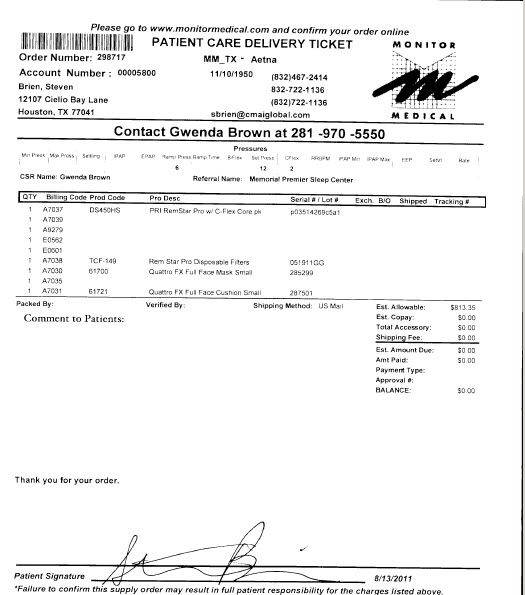 Please go to www.monitormedical.com and confirm your order online
PATIENT CARE DELIVERY TICKET
MONITOR
MEDICAL
Order Number: 298717
MM_TX - Aetna
Account Number : 00005800
11/10/1950
(832)467-2414
Brien, Steven
832-722-1136
12107 Cielio Bay Lane
(832)722-1136
Houston, TX 77041
sbrien@cmaiglobal.com
Contact Gwenda Brown at 281 -970 -5550
Pressures
Min Press Max Press Setting IPAP EPAP Ramp Press Ramp Time BiFlex Set Press CFlex RRBPM IPAP Min IPAP Max EEP Sensi Rate
6 12 2
CSR Name: Gwenda Brown
Referral Name: Memorial Premier Sleep Center
QTY Billing Code Prod Code Pro Desc Serial # / Lot # Exch. B/O Shipped Tracking #
1 A7037 DS450HS PRI RemStar Pro w/ C-Flex Core pk p03514269c5a1
1 A7039
1 A9279
1 E0562
1 E0601
1 A7038 TCF-149 Rem Star Pro Disposable Filters 051911GG
1 A7030 61700 Quattro FX Full Face Mask Small 285299
1 A7035
1 A7031 61721 Quattro FX Full Face Cushion Small 287501
Packed By: Verified By: Shipping Method: US Mail
Comment to Patients:
Est. Allowable: $813.35
Est. Copay: $0.00
Total Accessory: $0.00
Shipping Fee: $0.00
Est. Amount Due: $0.00
Amt Paid: $0.00
Payment Type:
Approval #:
BALANCE: $0.00
Thank you for your order.
Patient Signature
8/13/2011
*Failure to confirm this supply order may result in full patient responsibility for the charges listed above.